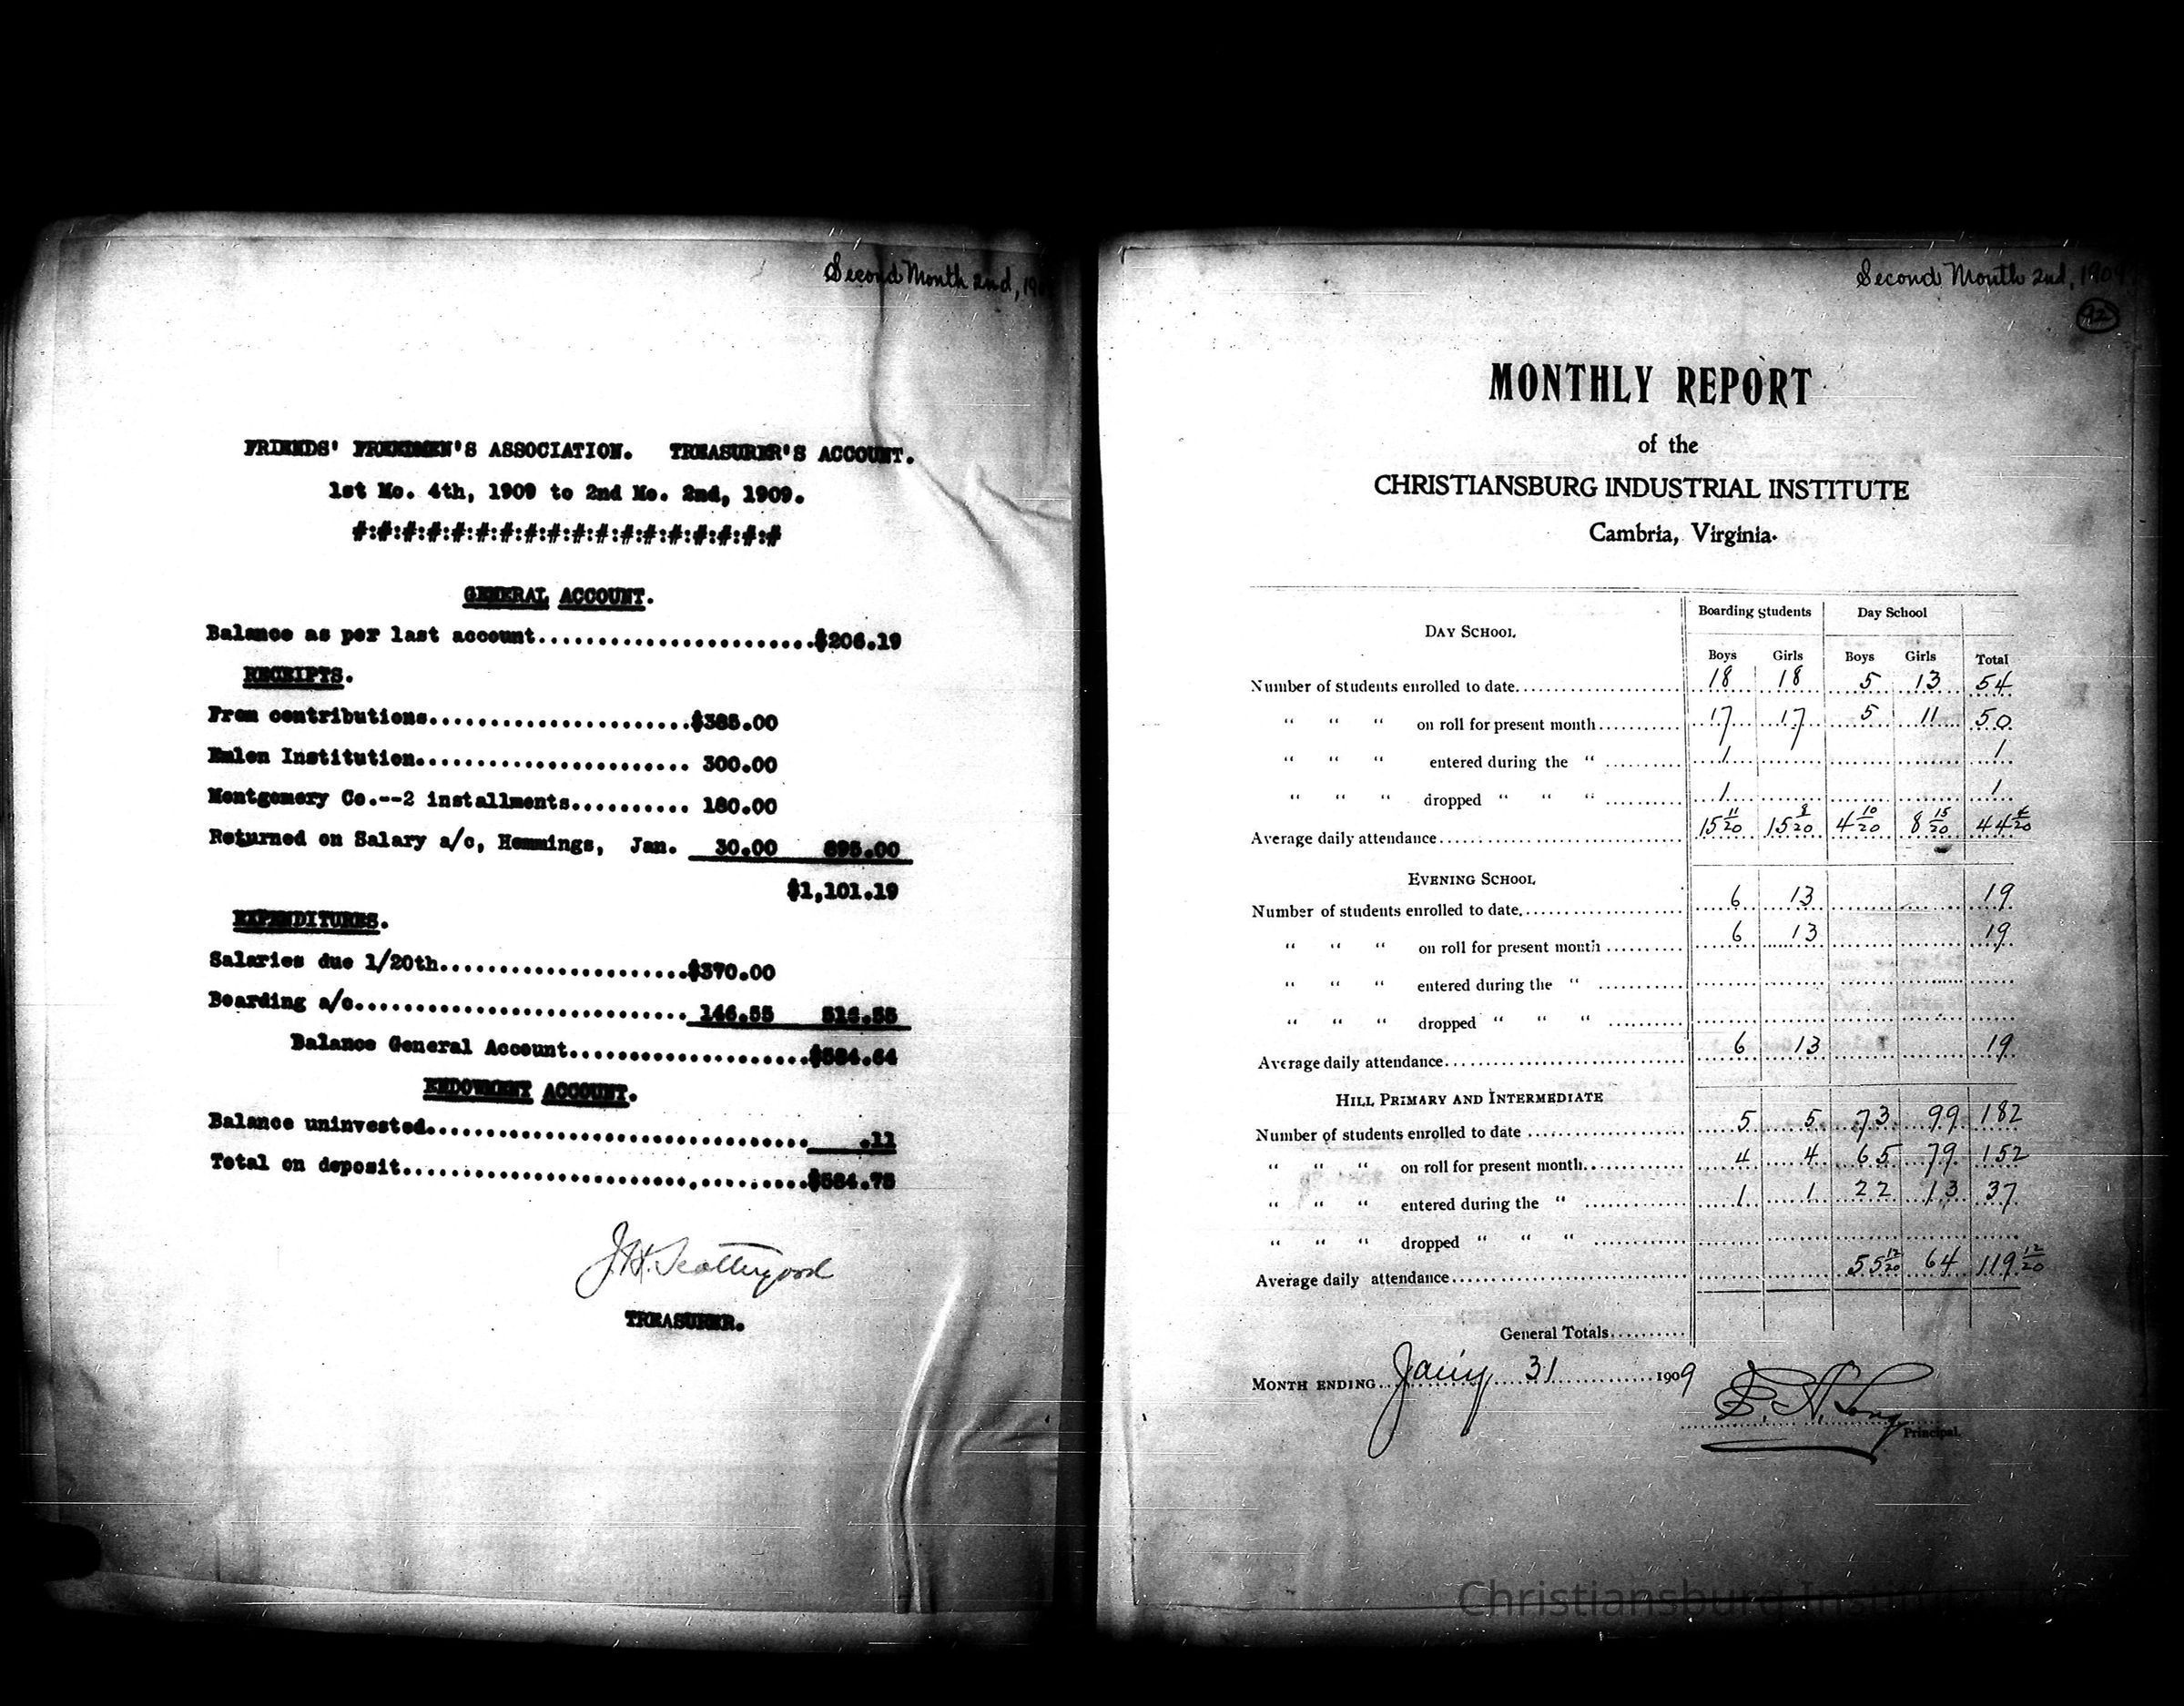 Second Month 2nd, 19
FRIENDS' FREEDMEN'S ASSOCIATION. TREASURER'S ACCOUNT.
1st Mo. 4th, 1909 to 2nd Mo. 2nd, 1909.
#:#:#:#:#:#:#:#:#:#:#:#:#:#:#:#:#:#
GENERAL ACCOUNT.
Balance as per last account.......................$206.19
RECEIPTS.
From contributions......................$385.00
Emlen Institution....................... 300.00
Montgomery Co.--2 installments.......... 180.00
Returned on Salary a/c, Hemmings, Jan. 30.00 895.00
$1,101.19
EXPENDITURES.
Salaries due 1/20th.....................$370.00
Boarding a/c............................ 146.55 516.55
Balance General Account....................$584.64
ENDOWMENT ACCOUNT.
Balance uninvested................................ .11
Total on deposit..................................$584.75
J.H. Scattergood
TREASURER.
Second Month 2nd, 1909
92
MONTHLY REPORT
of the
CHRISTIANSBURG INDUSTRIAL INSTITUTE
Cambria, Virginia.
Boarding Students Day School
DAY SCHOOL
Boys Girls Boys Girls Total
Number of students enrolled to date..................... 18 18 5 13 54
" " " on roll for present month........... 17 17 5 11 50
" " " entered during the " .......... 1 1
" " " dropped " " " .......... 1 1
Average daily attendance................................ 15 11/20 15 8/20 4 10/20 8 15/20 44 4/20
EVENING SCHOOL
Number of students enrolled to date..................... 6 13 19
" " " on roll for present month .......... 6 13 19
" " " entered during the " ...........
" " " dropped " " " ..........
Average daily attendance................................ 6 13 19
HILL PRIMARY AND INTERMEDIATE
Number of students enrolled to date .................... 5 5 73 99 182
" " " on roll for present month............. 4 4 65 79 152
" " " entered during the " ............. 1 1 22 13 37
" " " dropped " " " ............
Average daily attendance............................... 55 12/20 64 119 12/20
General Totals..........
MONTH ENDING Jan'y 31 1909
E. A. Long
Principal.
Christiansburg Institute